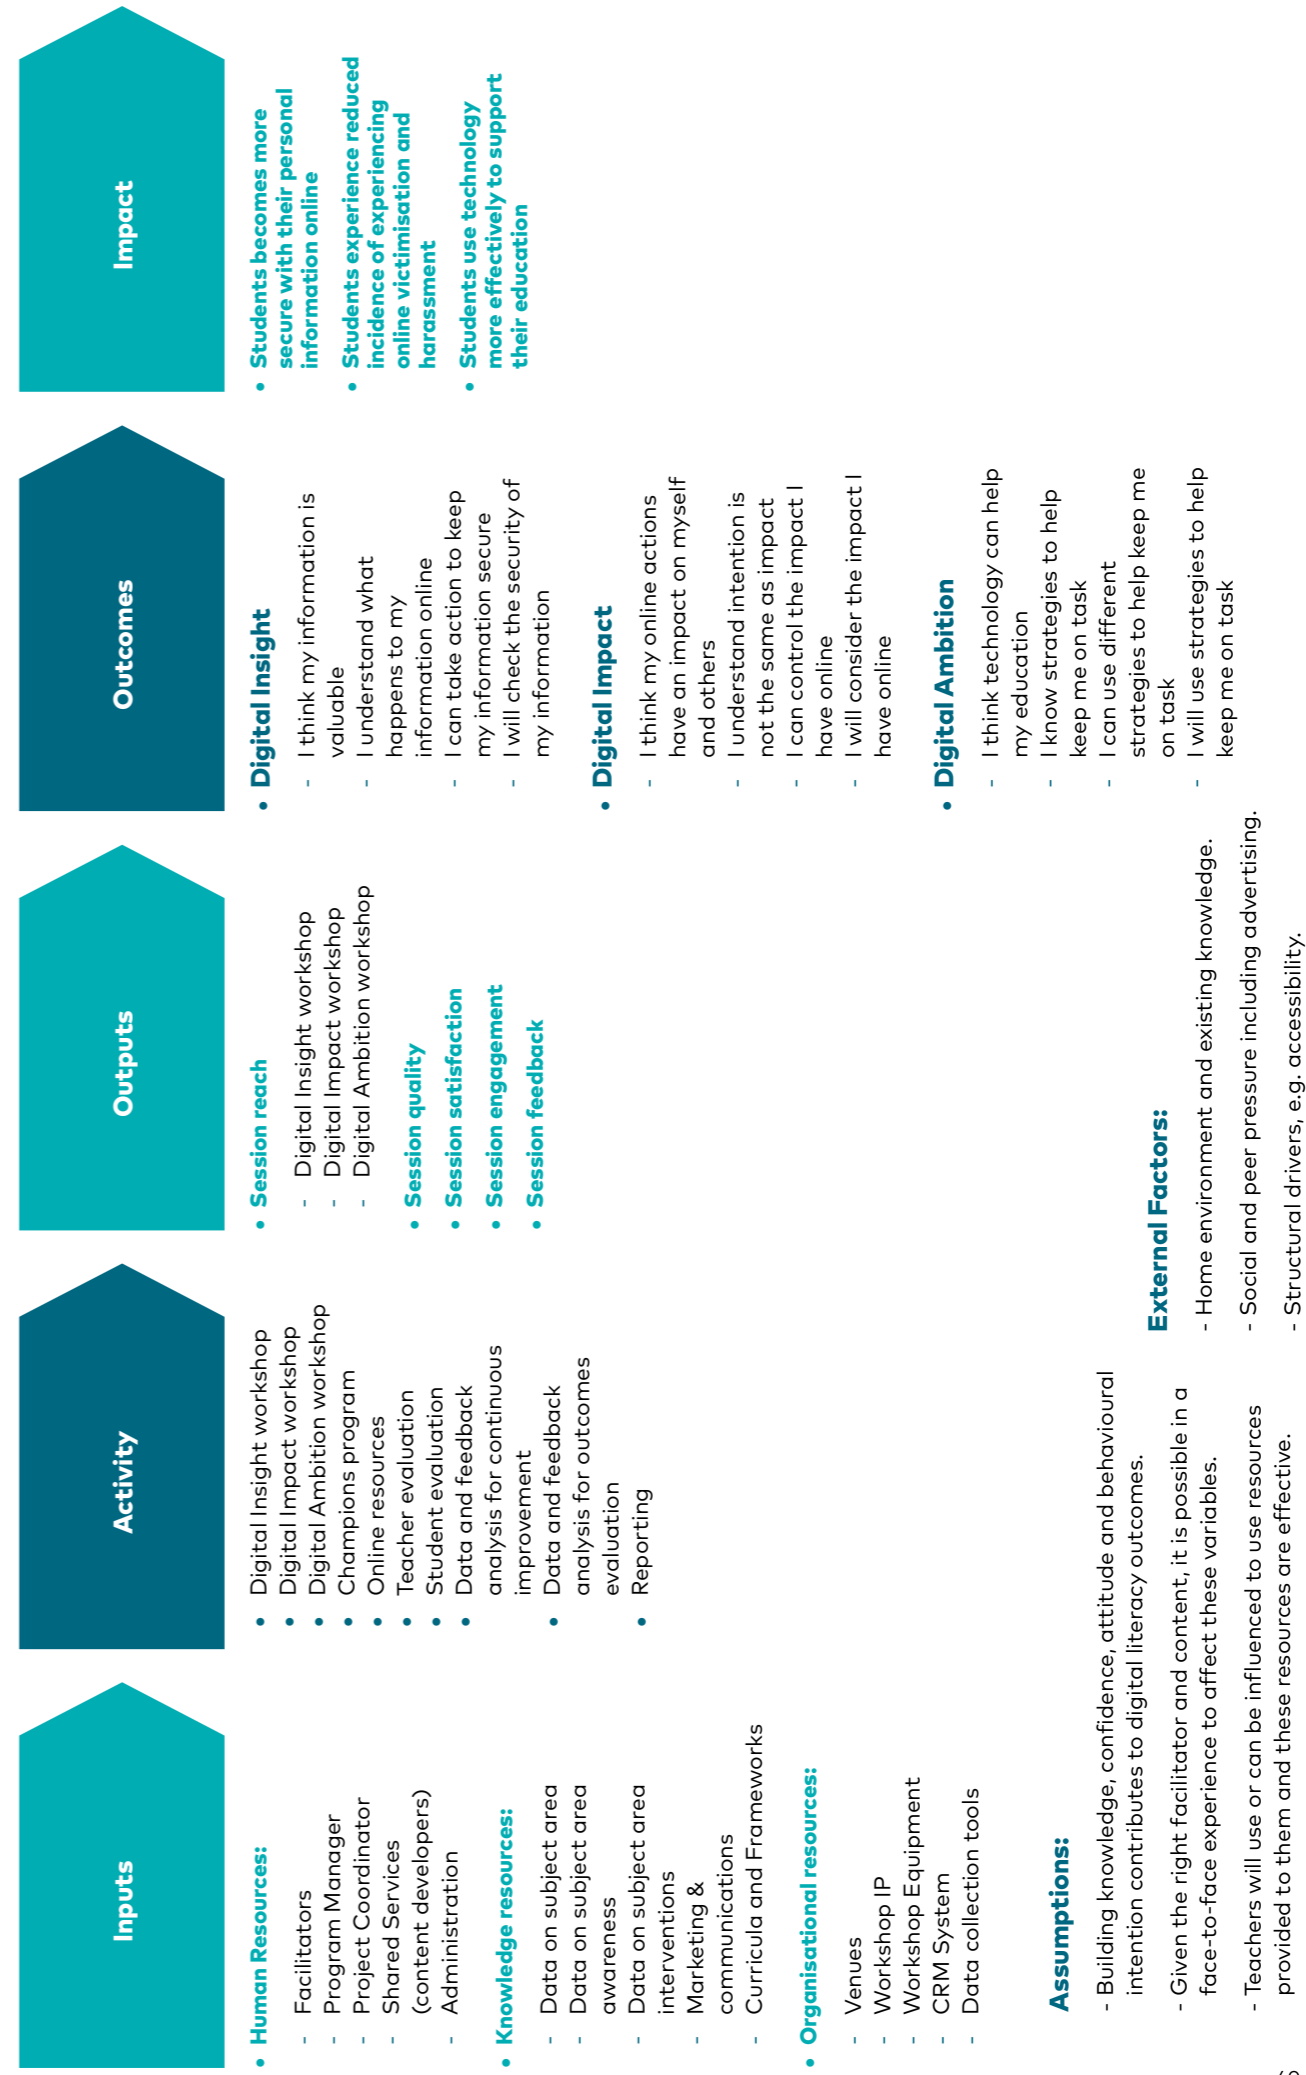 Inputs
• Human Resources:
- Facilitators
- Program Manager
- Project Coordinator
- Shared Services
(content developers)
- Administration
• Knowledge resources:
- Data on subject area
- Data on subject area
awareness
- Data on subject area
interventions
- Marketing &
communications
- Curricula and Frameworks
• Organisational resources:
- Venues
- Workshop IP
- Workshop Equipment
- CRM System
- Data collection tools
Activity
• Digital Insight workshop
• Digital Impact workshop
• Digital Ambition workshop
• Champions program
• Online resources
• Teacher evaluation
• Student evaluation
• Data and feedback
analysis for continuous
improvement
• Data and feedback
analysis for outcomes
evaluation
• Reporting
Outputs
• Session reach
- Digital Insight workshop
- Digital Impact workshop
- Digital Ambition workshop
• Session quality
• Session satisfaction
• Session engagement
• Session feedback
Outcomes
• Digital Insight
- I think my information is
valuable
- I understand what
happens to my
information online
- I can take action to keep
my information secure
- I will check the security of
my information
• Digital Impact
- I think my online actions
have an impact on myself
and others
- I understand intention is
not the same as impact
- I can control the impact I
have online
- I will consider the impact I
have online
• Digital Ambition
- I think technology can help
my education
- I know strategies to help
keep me on task
- I can use different
strategies to help keep me
on task
- I will use strategies to help
keep me on task
Impact
• Students becomes more
secure with their personal
information online
• Students experience reduced
incidence of experiencing
online victimisation and
harassment
• Students use technology
more effectively to support
their education
Assumptions:
- Building knowledge, confidence, attitude and behavioural
intention contributes to digital literacy outcomes.
- Given the right facilitator and content, it is possible in a
face-to-face experience to affect these variables.
- Teachers will use or can be influenced to use resources
provided to them and these resources are effective.
External Factors:
- Home environment and existing knowledge.
- Social and peer pressure including advertising.
- Structural drivers, e.g. accessibility.